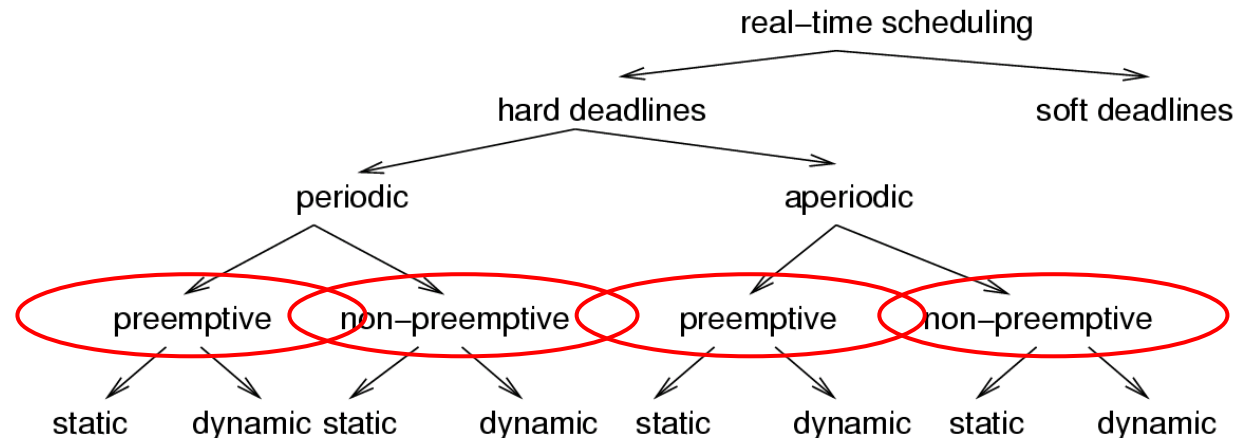 real−time scheduling
hard deadlines soft deadlines
periodic aperiodic
preemptive non−preemptive preemptive non−preemptive
static dynamic static dynamic static dynamic static dynamic